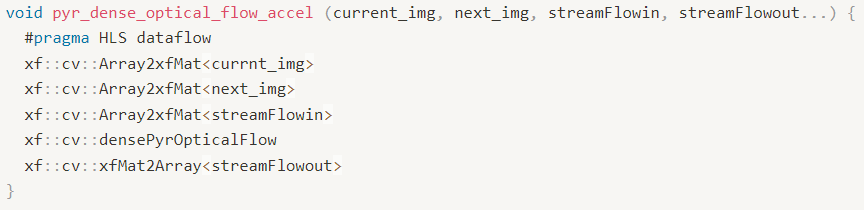 void pyr_dense_optical_flow_accel (current_img, next_img, streamFlowin, streamFlowout...) {
#pragma HLS dataflow
xf::cv::Array2xfMat<currnt_img>
xf::cv::Array2xfMat<next_img>
xf::cv::Array2xfMat<streamFlowin>
xf::cv::densePyrOpticalFlow
xf::cv::xfMat2Array<streamFlowout>
}